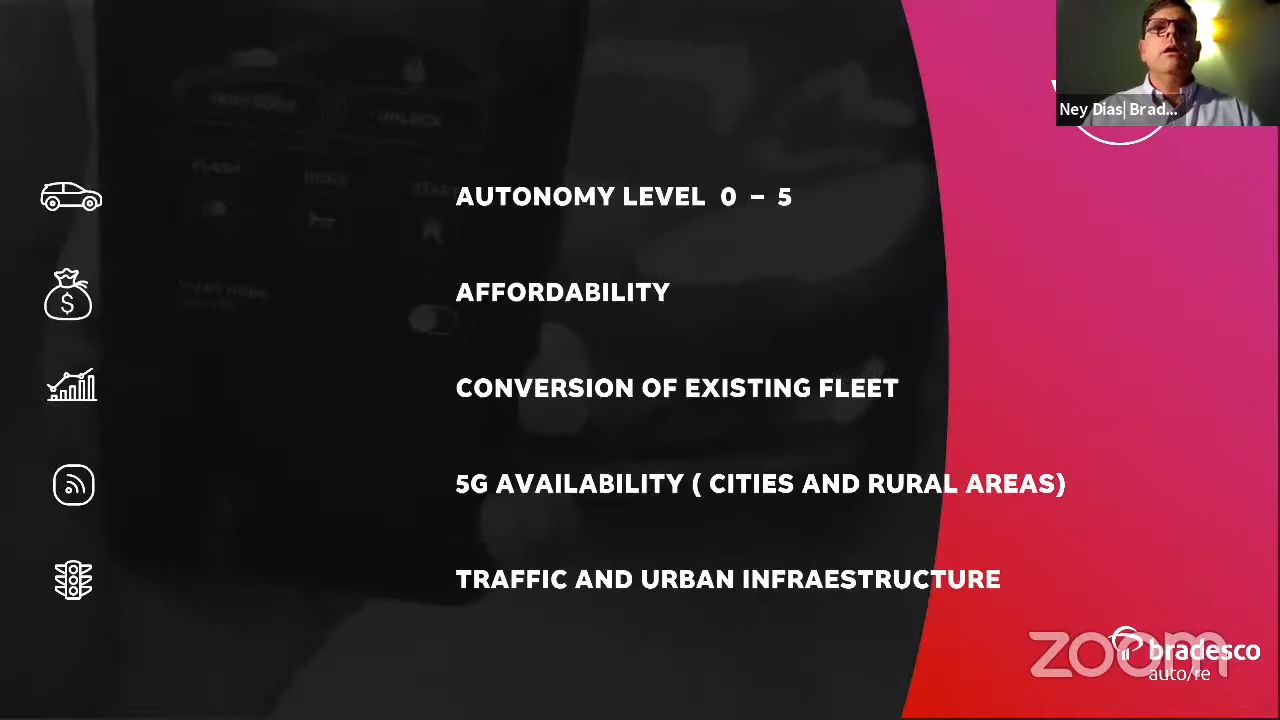 Ney Dias| Brad...
AUTONOMY LEVEL 0 – 5
AFFORDABILITY
CONVERSION OF EXISTING FLEET
5G AVAILABILITY ( CITIES AND RURAL AREAS)
TRAFFIC AND URBAN INFRAESTRUCTURE
zoom
bradesco
auto/re